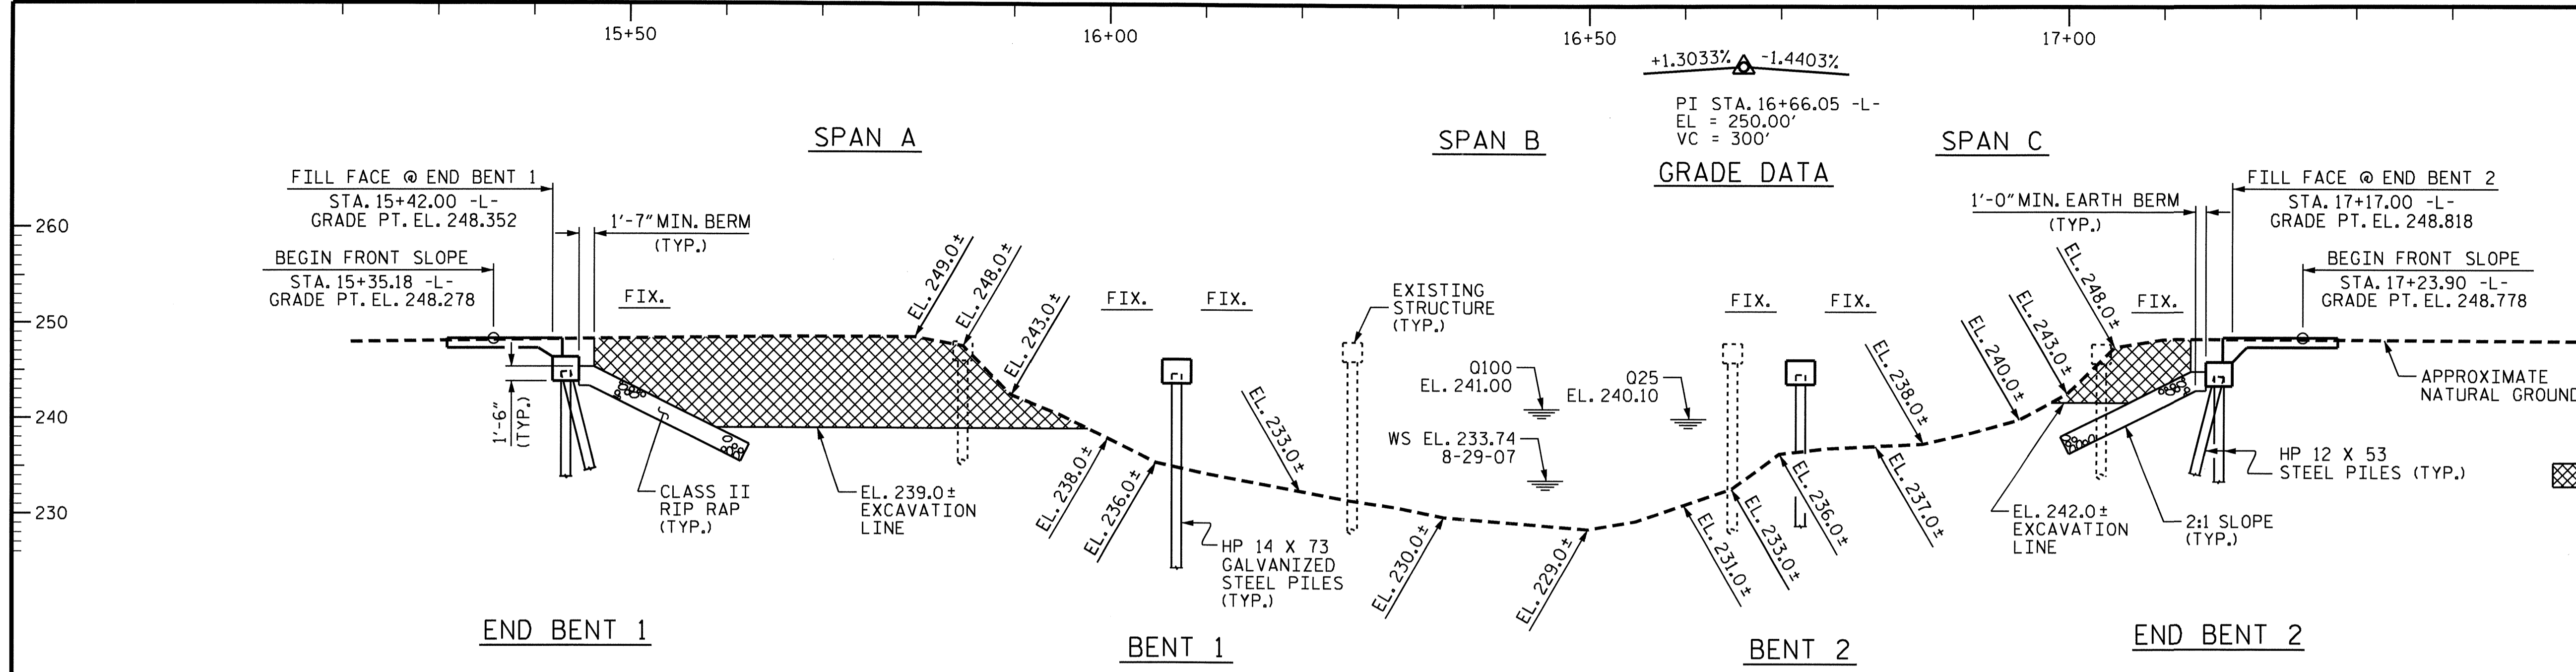 15+50
16+00
16+50
17+00
+1.3033%
-1.4403%
PI STA. 16+66.05 -L-
EL = 250.00'
VC = 300'
GRADE DATA
SPAN A
SPAN B
SPAN C
FILL FACE @ END BENT 1
STA. 15+42.00 -L-
GRADE PT. EL. 248.352
1'-7" MIN. BERM
(TYP.)
BEGIN FRONT SLOPE
STA. 15+35.18 -L-
GRADE PT. EL. 248.278
1'-0" MIN. EARTH BERM
(TYP.)
FILL FACE @ END BENT 2
STA. 17+17.00 -L-
GRADE PT. EL. 248.818
BEGIN FRONT SLOPE
STA. 17+23.90 -L-
GRADE PT. EL. 248.778
260
250
240
230
FIX.
FIX.
FIX.
FIX.
FIX.
FIX.
EL. 249.0±
EL. 248.0±
EL. 243.0±
EXISTING
STRUCTURE
(TYP.)
Q100
EL. 241.00
Q25
EL. 240.10
WS EL. 233.74
8-29-07
EL. 238.0±
EL. 240.0±
EL. 243.0±
EL. 248.0±
APPROXIMATE
NATURAL GROUND
1'-6"
(TYP.)
CLASS II
RIP RAP
(TYP.)
EL. 239.0±
EXCAVATION
LINE
EL. 238.0±
EL. 236.0±
EL. 233.0±
HP 14 X 73
GALVANIZED
STEEL PILES
(TYP.)
EL. 230.0±
EL. 229.0±
EL. 231.0±
EL. 233.0±
EL. 236.0±
EL. 237.0±
EL. 242.0±
EXCAVATION
LINE
2:1 SLOPE
(TYP.)
HP 12 X 53
STEEL PILES (TYP.)
END BENT 1
BENT 1
BENT 2
END BENT 2